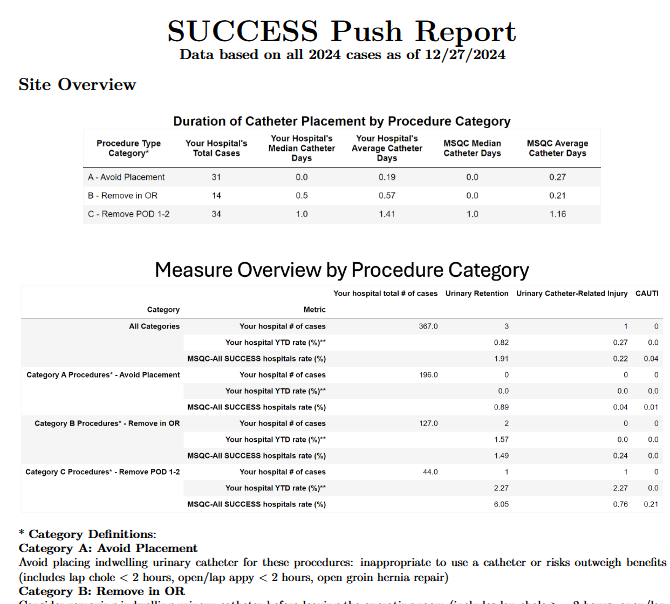 SUCCESS Push Report
Data based on all 2024 cases as of 12/27/2024
Site Overview
Duration of Catheter Placement by Procedure Category
Procedure Type Category* Your Hospital's Total Cases Your Hospital's Median Catheter Days Your Hospital's Average Catheter Days MSQC Median Catheter Days MSQC Average Catheter Days
A - Avoid Placement 31 0.0 0.19 0.0 0.27
B - Remove in OR 14 0.5 0.57 0.0 0.21
C - Remove POD 1-2 34 1.0 1.41 1.0 1.16
Measure Overview by Procedure Category
Your hospital total # of cases Urinary Retention Urinary Catheter-Related Injury CAUTI
Category Metric
All Categories Your hospital # of cases 367.0 3 1 0
Your hospital YTD rate (%)** 0.82 0.27 0.0
MSQC-All SUCCESS hospitals rate (%) 1.91 0.22 0.04
Category A Procedures* - Avoid Placement Your hospital # of cases 196.0 0 0 0
Your hospital YTD rate (%)** 0.0 0.0 0.0
MSQC-All SUCCESS hospitals rate (%) 0.89 0.04 0.01
Category B Procedures* - Remove in OR Your hospital # of cases 127.0 2 0 0
Your hospital YTD rate (%)** 1.57 0.0 0.0
MSQC-All SUCCESS hospitals rate (%) 1.49 0.24 0.0
Category C Procedures* - Remove POD 1-2 Your hospital # of cases 44.0 1 1 0
Your hospital YTD rate (%)** 2.27 2.27 0.0
MSQC-All SUCCESS hospitals rate (%) 6.05 0.76 0.21
* Category Definitions:
Category A: Avoid Placement
Avoid placing indwelling urinary catheter for these procedures: inappropriate to use a catheter or risks outweigh benefits
(includes lap chole < 2 hours, open/lap appy < 2 hours, open groin hernia repair)
Category B: Remove in OR